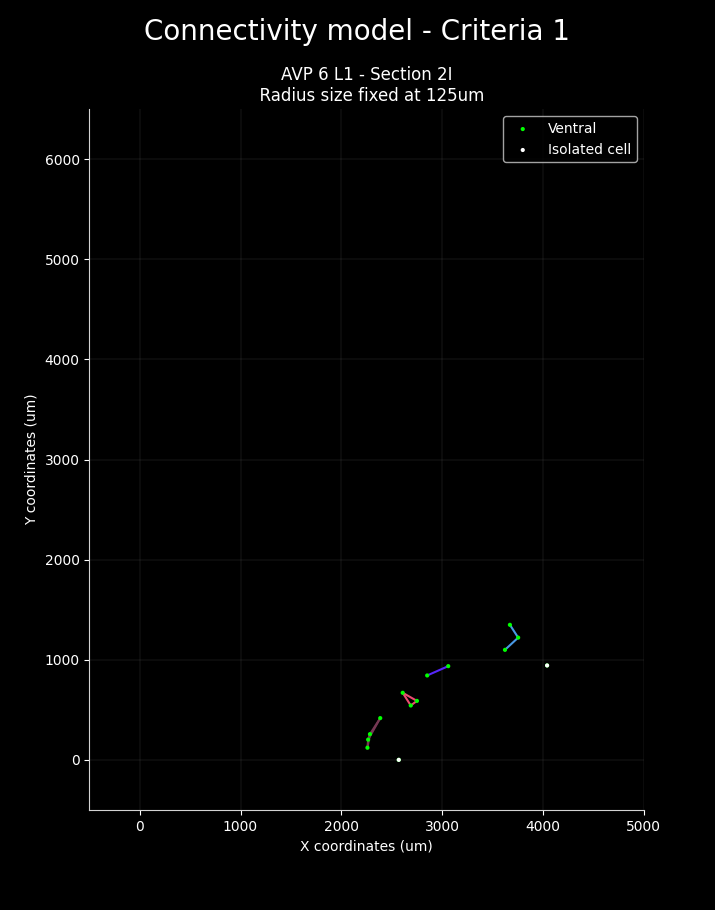 Connectivity model - Criteria 1
AVP 6 L1 - Section 2I
Radius size fixed at 125um
Ventral
Isolated cell
6000
5000
4000
3000
2000
1000
0
Y coordinates (um)
0 1000 2000 3000 4000 5000
X coordinates (um)